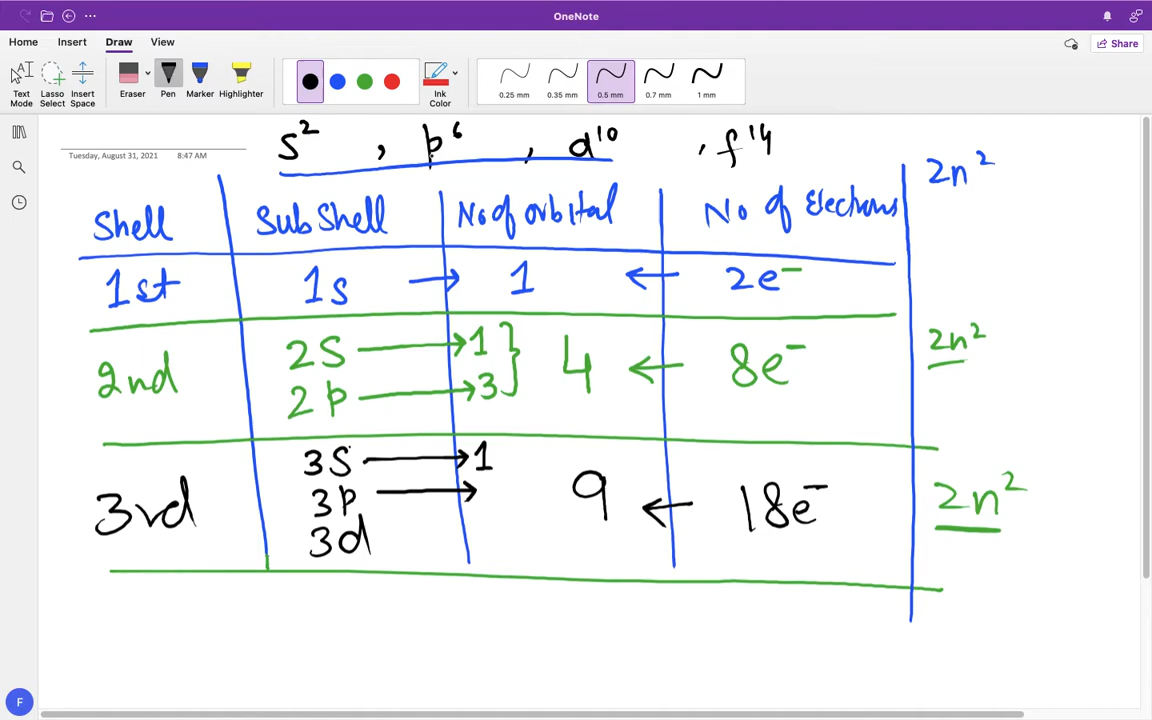 OneNote
Home Insert Draw View
Share
Text Mode
Lasso Select
Insert Space
Eraser
Pen
Marker
Highlighter
Ink Color
0.25 mm
0.35 mm
0.5 mm
0.7 mm
1 mm
Tuesday, August 31, 2021 8:47 AM
s² , p⁶ , d¹⁰ , f¹⁴
2n²
Shell SubShell No of orbital No of Elections
1st 1s → 1 ← 2e⁻
2nd 2S → 1 } 4 ← 8e⁻ 2n²
2p → 3
3S → 1
3rd 3p → 9 ← 18e⁻ 2n²
3d
F